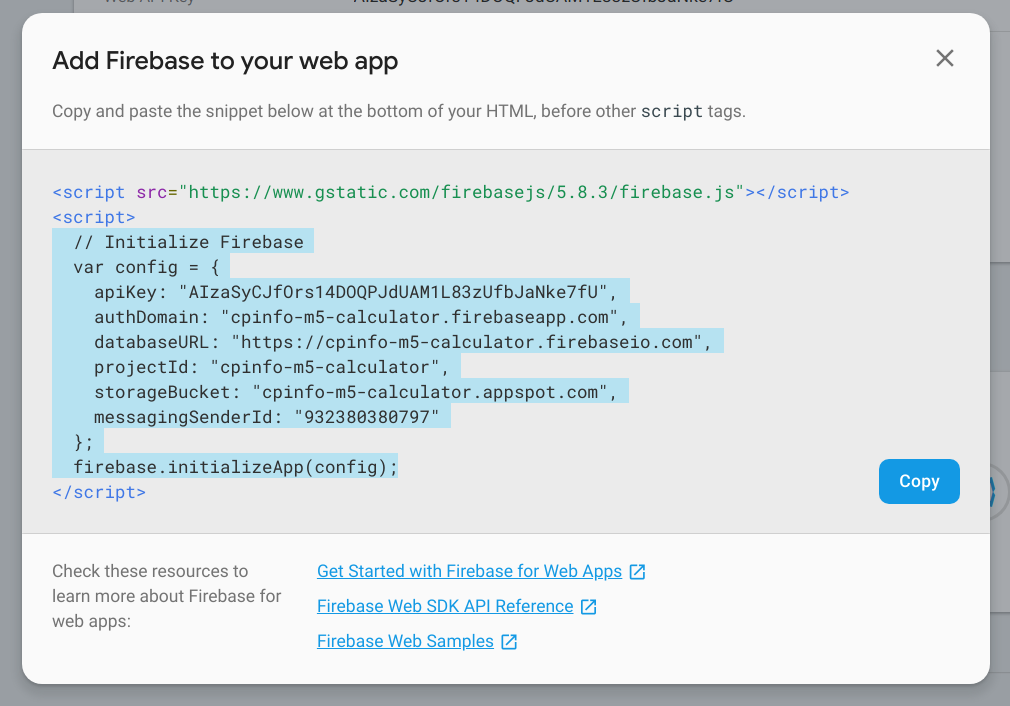 Web API Key
Add Firebase to your web app
Copy and paste the snippet below at the bottom of your HTML, before other script tags.
<script src="https://www.gstatic.com/firebasejs/5.8.3/firebase.js"></script>
<script>
// Initialize Firebase
var config = {
apiKey: "AIzaSyCJfOrs14DOQPJdUAM1L83zUfbJaNke7fU",
authDomain: "cpinfo-m5-calculator.firebaseapp.com",
databaseURL: "https://cpinfo-m5-calculator.firebaseio.com",
projectId: "cpinfo-m5-calculator",
storageBucket: "cpinfo-m5-calculator.appspot.com",
messagingSenderId: "932380380797"
};
firebase.initializeApp(config);
</script>
Copy
Check these resources to
learn more about Firebase for
web apps:
Get Started with Firebase for Web Apps
Firebase Web SDK API Reference
Firebase Web Samples